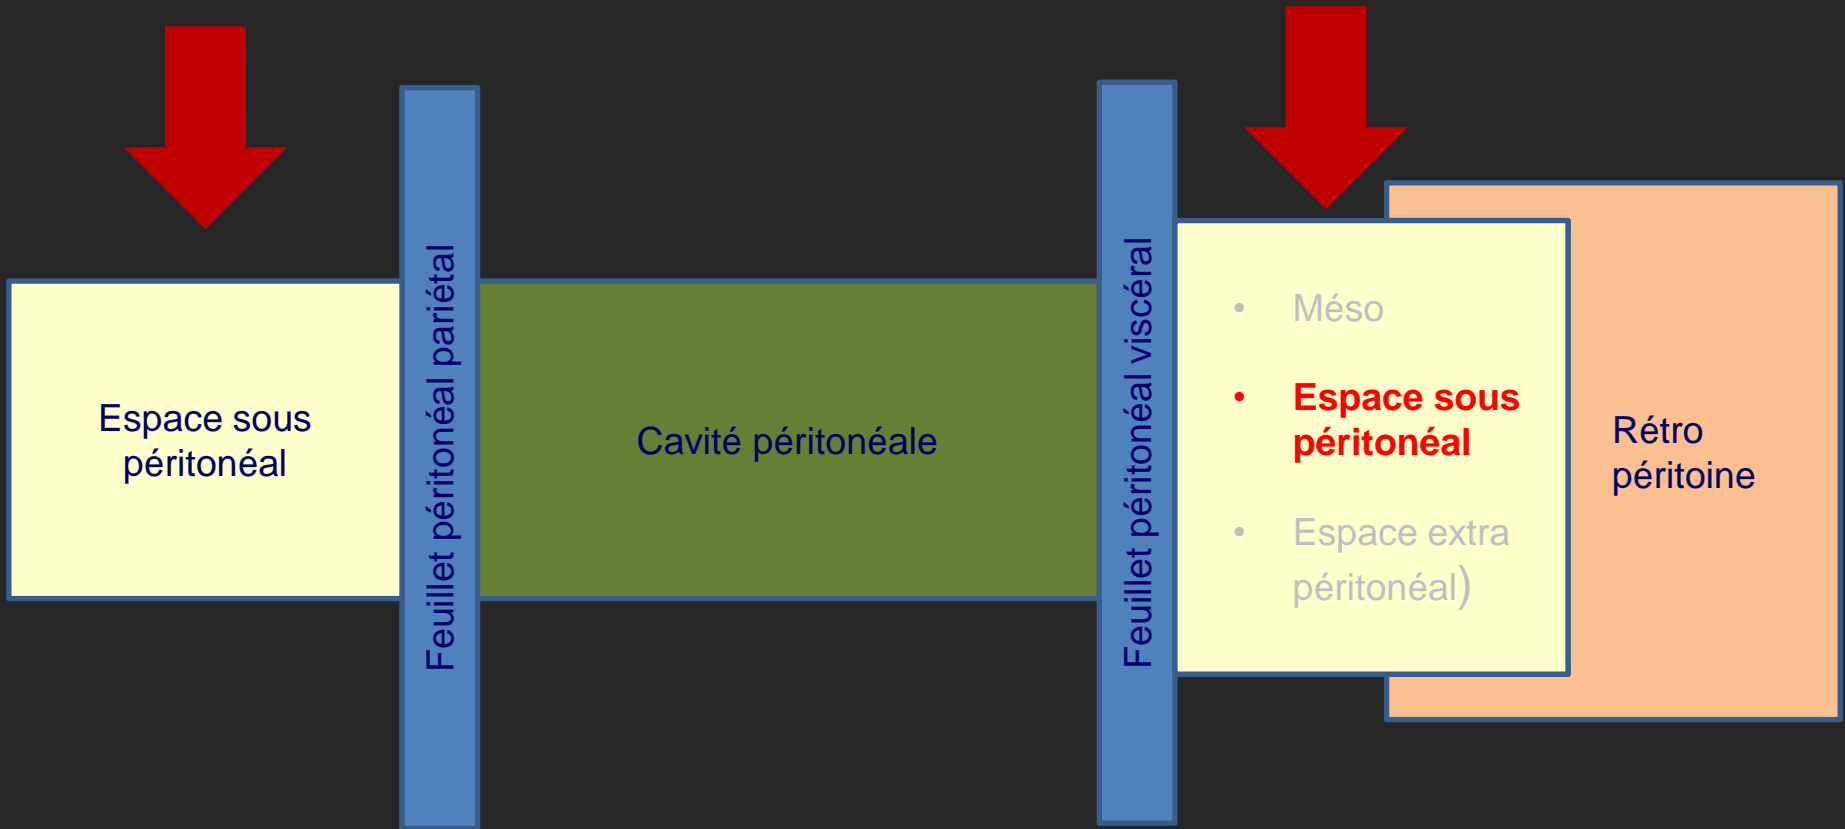 Espace sous
péritonéal
Feuillet péritonéal pariétal
Cavité péritonéale
Feuillet péritonéal viscéral
• Méso
• Espace sous
péritonéal
• Espace extra
péritonéal)
Rétro
péritoine